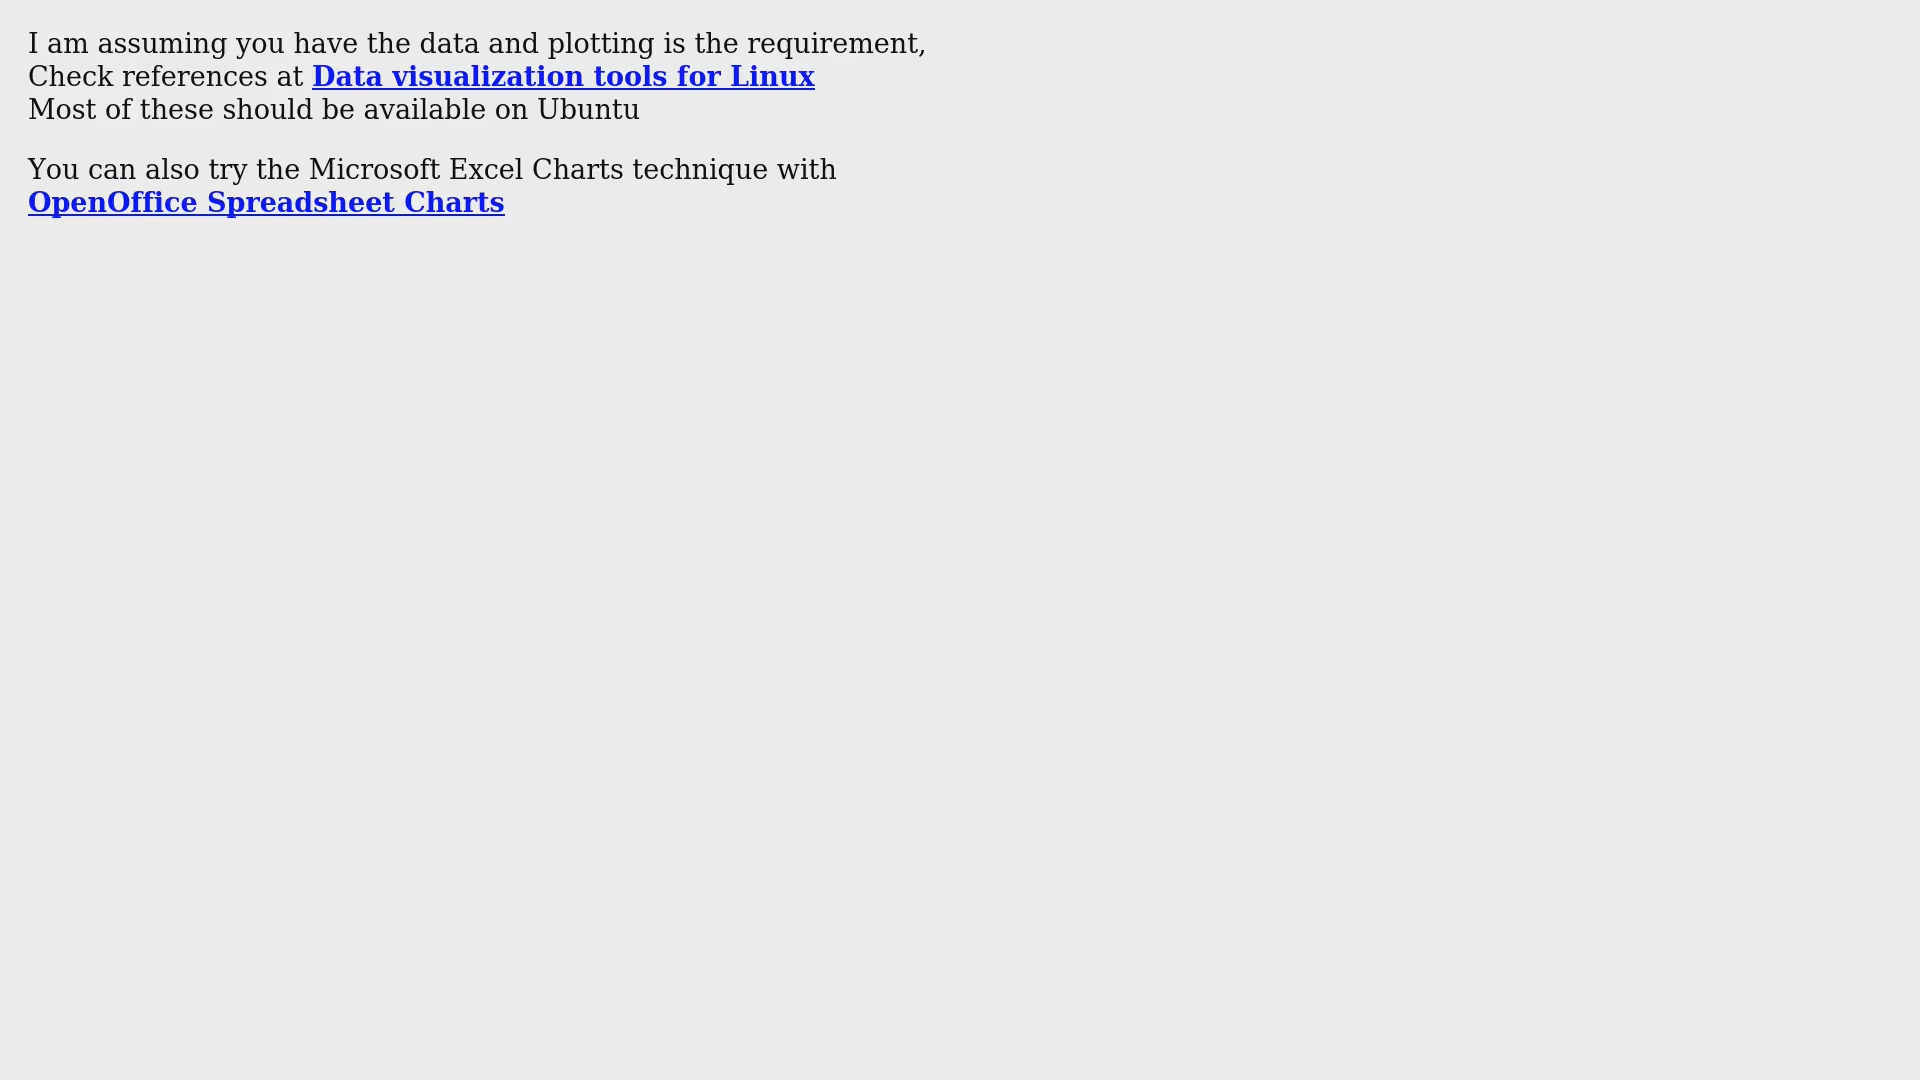 I am assuming you have the data and plotting is the requirement,
Check references at Data visualization tools for Linux
Most of these should be available on Ubuntu
You can also try the Microsoft Excel Charts technique with
OpenOffice Spreadsheet Charts